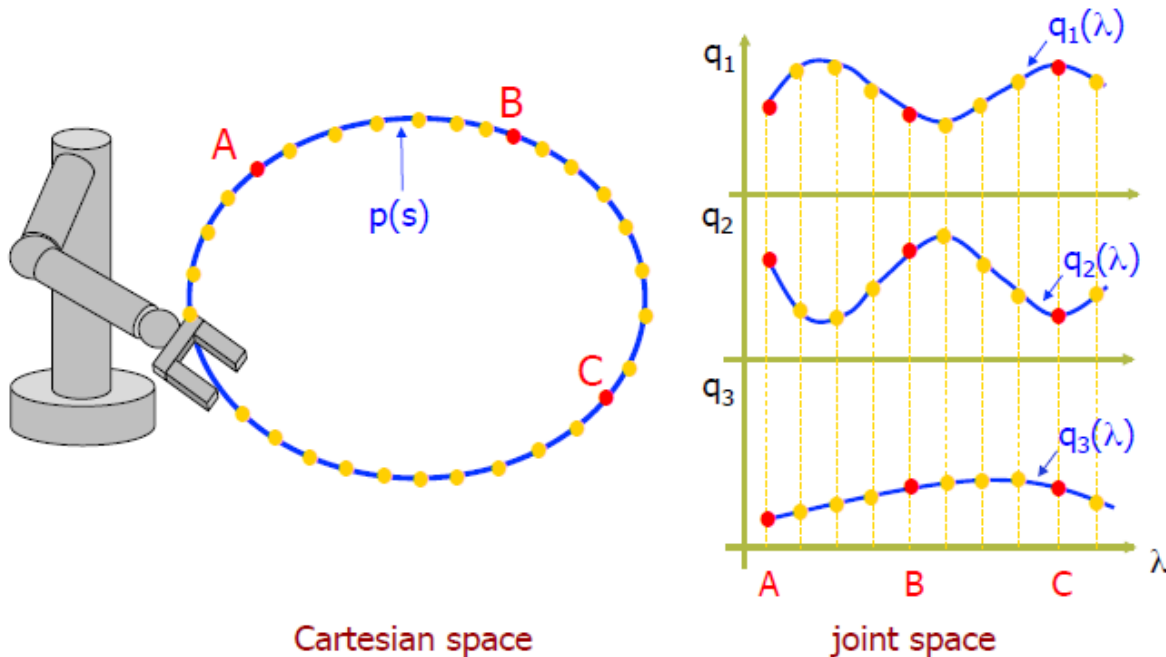 A
B
p(s)
C
Cartesian space
q1
q1(λ)
q2
q2(λ)
q3
q3(λ)
A
B
C
λ
joint space